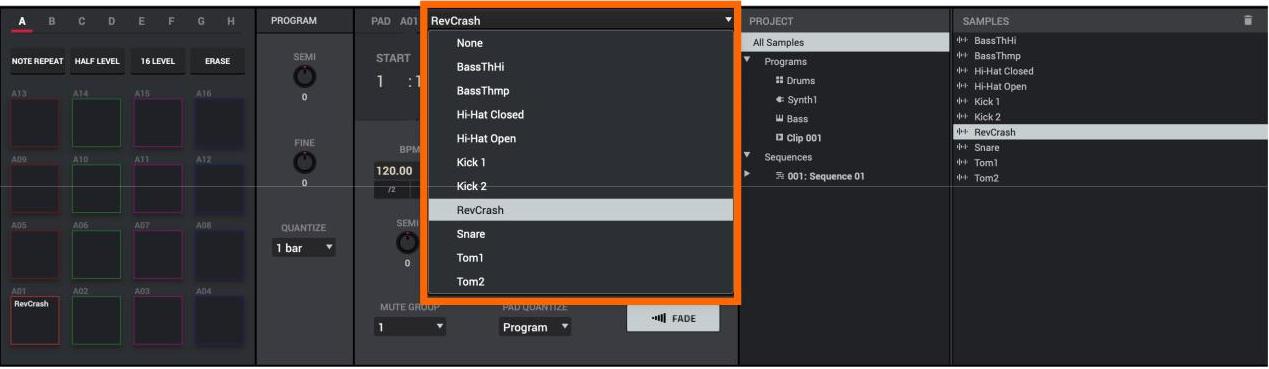 A B C D E F G H
NOTE REPEAT HALF LEVEL 16 LEVEL ERASE
A13 A14 A15 A16
A09 A10 A11 A12
A05 A06 A07 A08
A01 A02 A03 A04
RevCrash
PROGRAM
SEMI
0
FINE
0
QUANTIZE
1 bar
PAD A01 RevCrash
START
1 :1
BPM
120.00
/2
SEMI
0
MUTE GROUP
1
PAD QUANTIZE
Program
FADE
None
BassThHi
BassThmp
Hi-Hat Closed
Hi-Hat Open
Kick 1
Kick 2
RevCrash
Snare
Tom1
Tom2
PROJECT
All Samples
Programs
Drums
Synth1
Bass
Clip 001
Sequences
001: Sequence 01
SAMPLES
BassThHi
BassThmp
Hi-Hat Closed
Hi-Hat Open
Kick 1
Kick 2
RevCrash
Snare
Tom1
Tom2